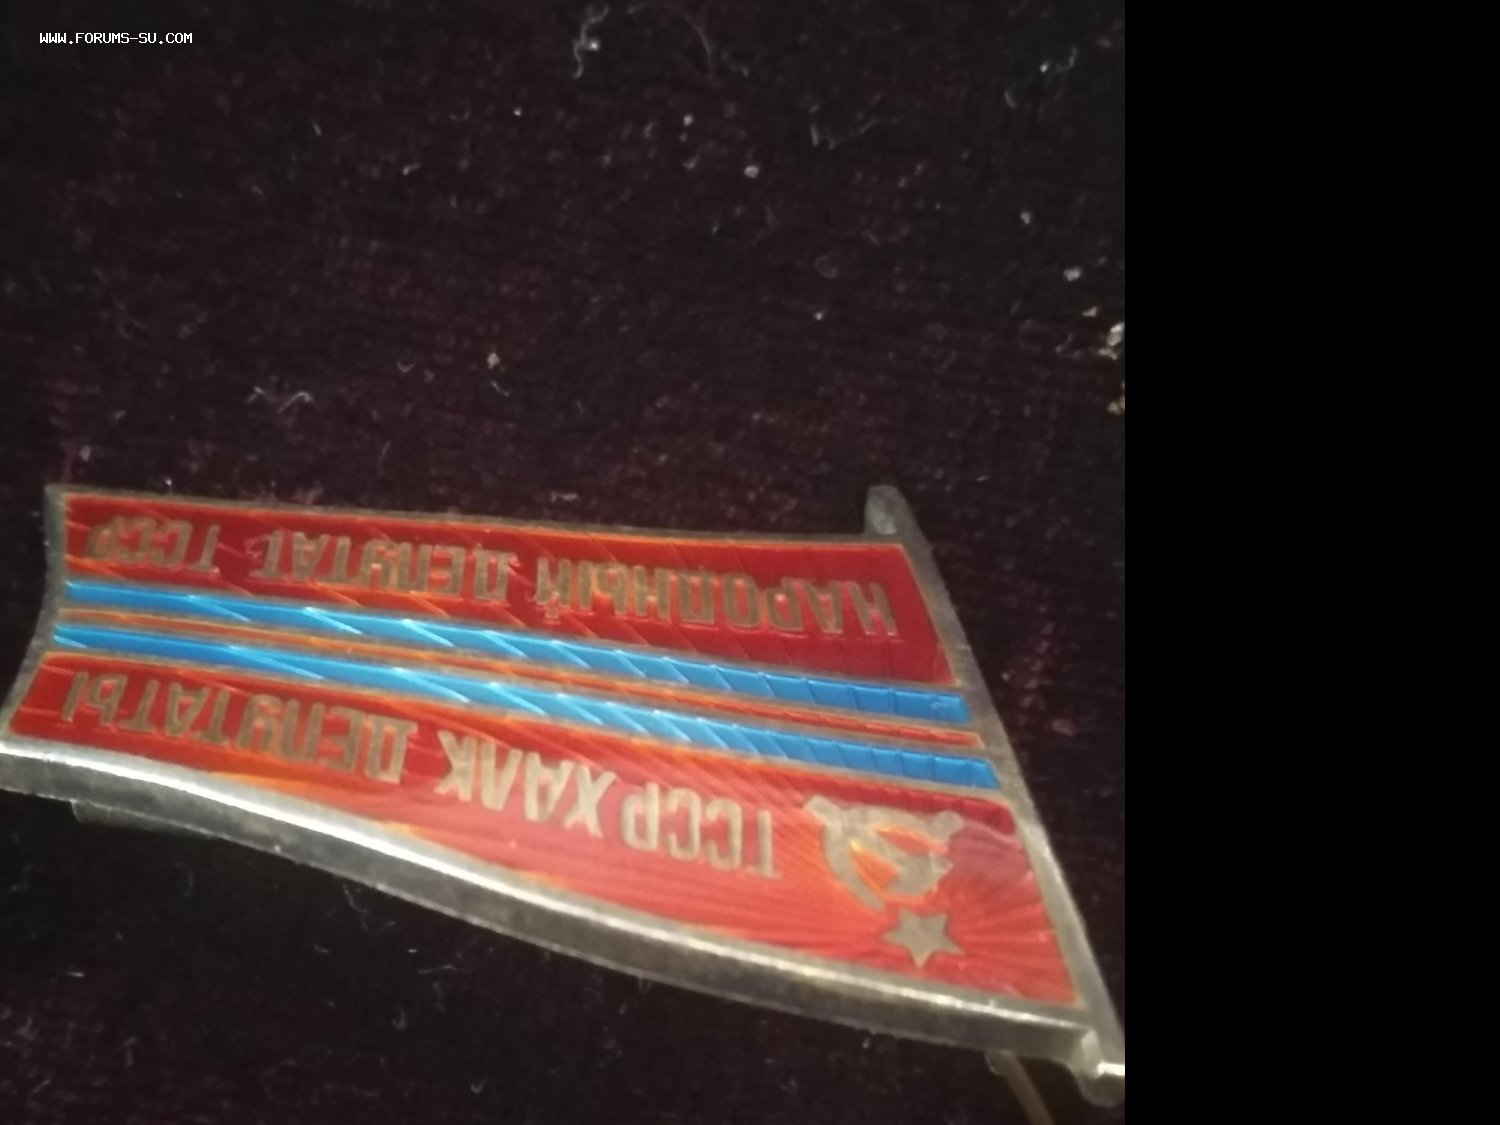 WWW.FORUMS-SU.COM
ТССР ХАЛК ДЕПУТАТЫ
НАРОДНЫЙ ДЕПУТАТ ТССР